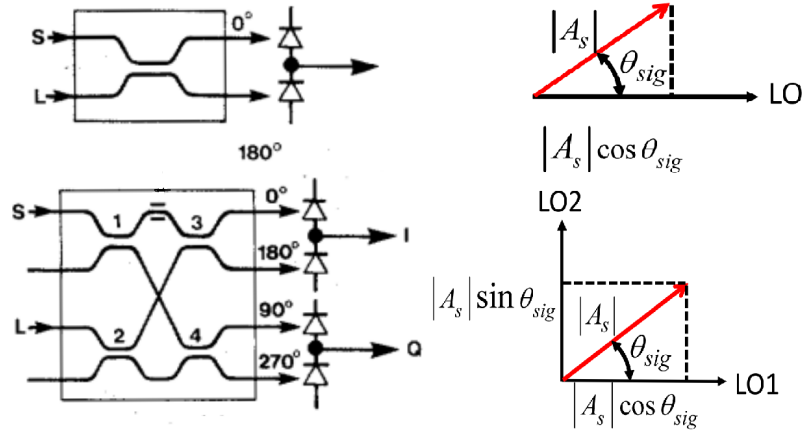 S
L
0°
180°
|A_s|
θ_sig
LO
|A_s| cos θ_sig
S
L
1
=
3
2
4
0°
180°
90°
270°
I
Q
LO2
|A_s| sin θ_sig
|A_s|
θ_sig
LO1
|A_s| cos θ_sig